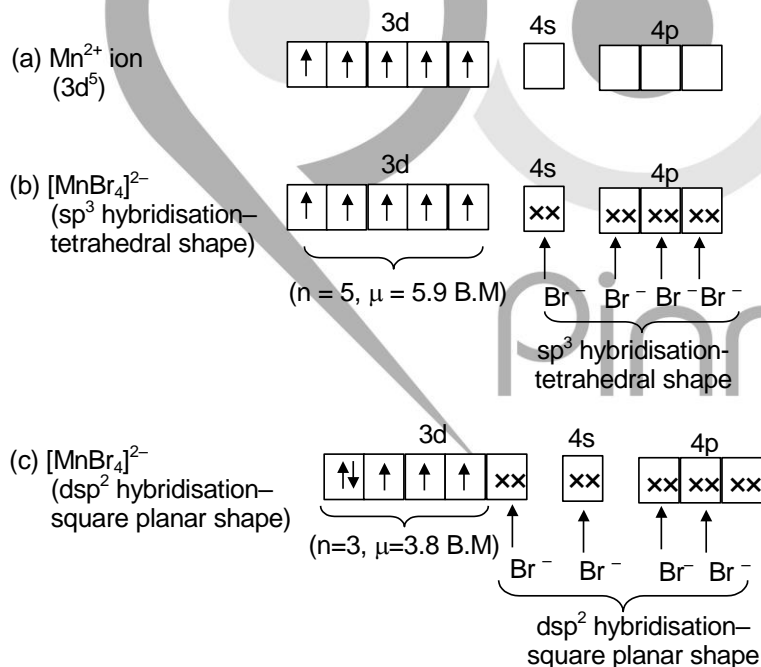 3d 4s 4p
(a) Mn²⁺ ion
(3d⁵)
↑ ↑ ↑ ↑ ↑
3d 4s 4p
(b) [MnBr₄]²⁻
(sp³ hybridisation–
tetrahedral shape)
↑ ↑ ↑ ↑ ↑ ×× ×× ×× ××
(n = 5, μ = 5.9 B.M)
Br⁻ Br⁻ Br⁻ Br⁻
sp³ hybridisation-
tetrahedral shape
3d 4s 4p
(c) [MnBr₄]²⁻
(dsp² hybridisation–
square planar shape)
↑↓ ↑ ↑ ↑ ×× ×× ×× ×× ××
(n=3, μ=3.8 B.M)
Br⁻ Br⁻ Br⁻ Br⁻
dsp² hybridisation–
square planar shape